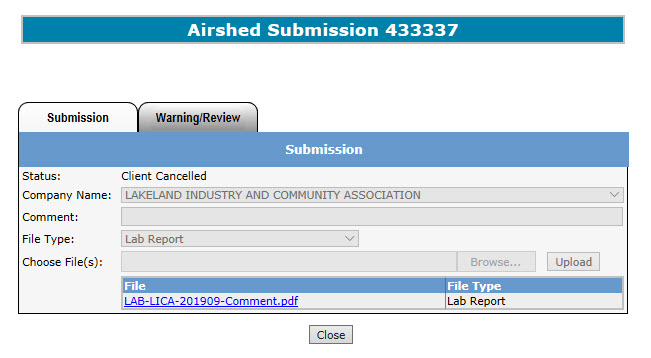 Airshed Submission 433337
Submission Warning/Review
Submission
Status: Client Cancelled
Company Name: LAKELAND INDUSTRY AND COMMUNITY ASSOCIATION
Comment:
File Type: Lab Report
Choose File(s): Browse... Upload
File File Type
LAB-LICA-201909-Comment.pdf Lab Report
Close